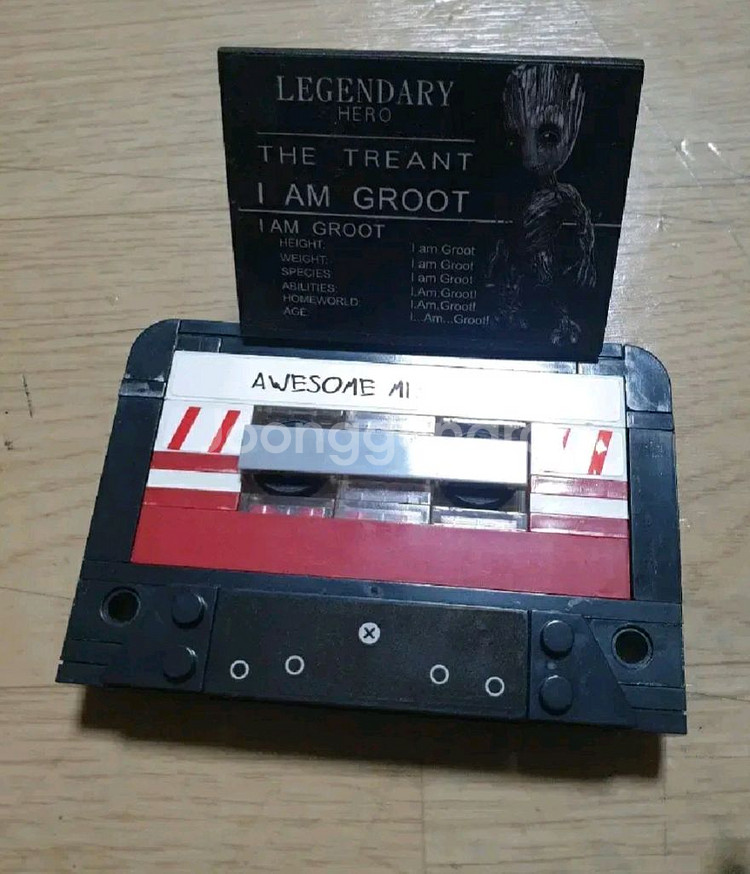 LEGENDARY
HERO
THE TREANT
I AM GROOT
I AM GROOT
HEIGHT: I am Groot
WEIGHT: I am Groot
SPECIES I am Groot
ABILITIES: I.Am.Groot!
HOMEWORLD: I.Am.Groot!
AGE: I...Am...Groot!
AWESOME MI